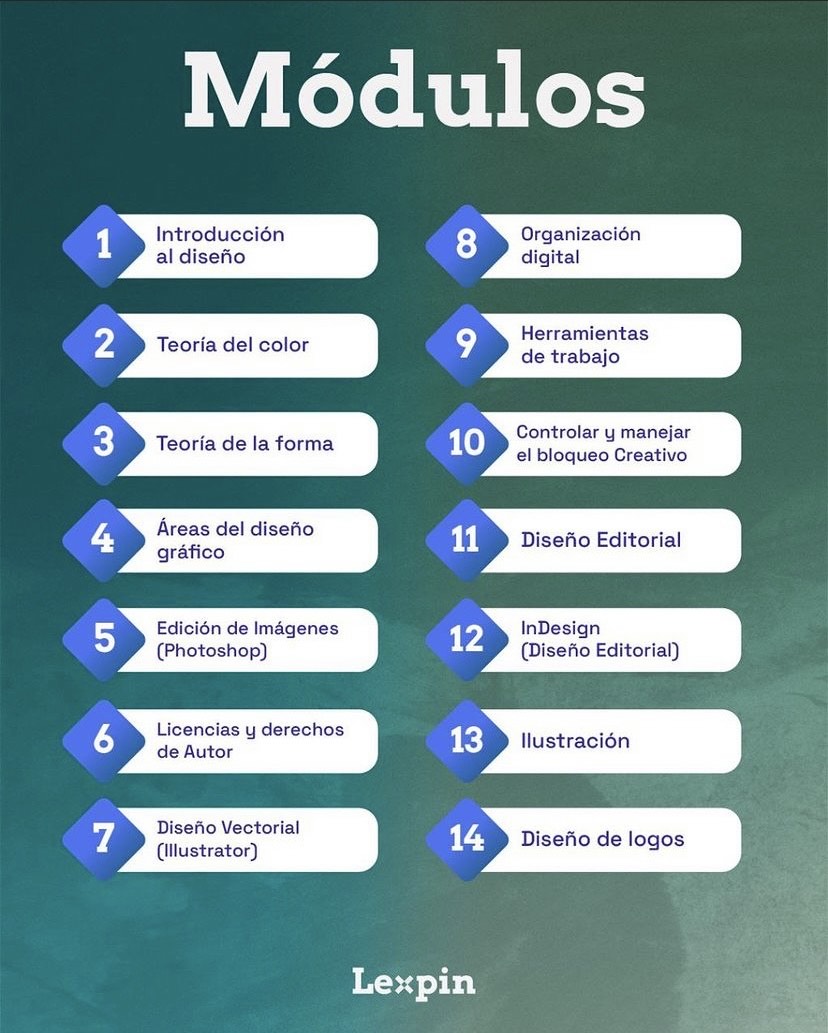 Módulos
1
Introducción
al diseño
2
Teoría del color
3
Teoría de la forma
4
Áreas del diseño
gráfico
5
Edición de Imágenes
(Photoshop)
6
Licencias y derechos
de Autor
7
Diseño Vectorial
(Illustrator)
8
Organización
digital
9
Herramientas
de trabajo
10
Controlar y manejar
el bloqueo Creativo
11
Diseño Editorial
12
InDesign
(Diseño Editorial)
13
Ilustración
14
Diseño de logos
Lexpin